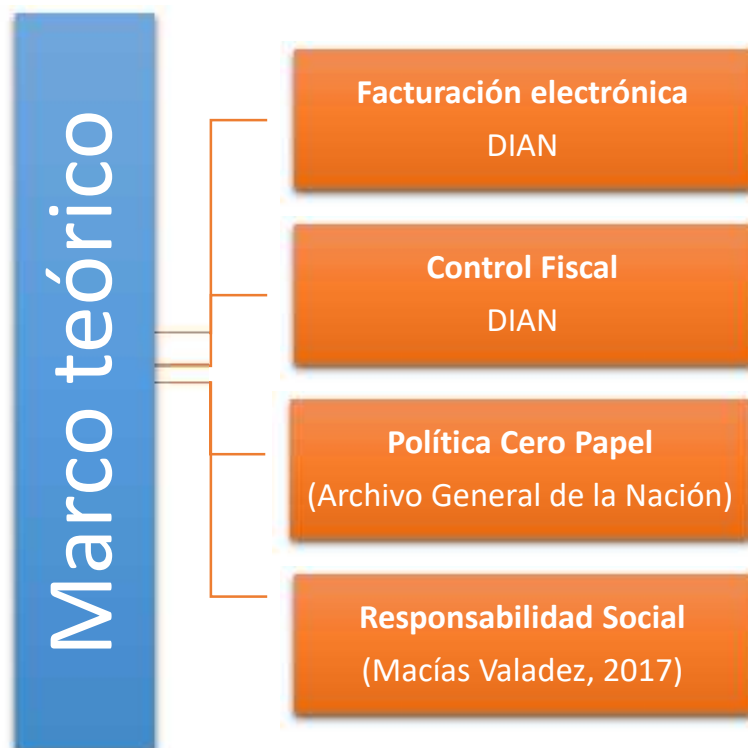 Marco teórico
Facturación electrónica
DIAN
Control Fiscal
DIAN
Política Cero Papel
(Archivo General de la Nación)
Responsabilidad Social
(Macías Valadez, 2017)